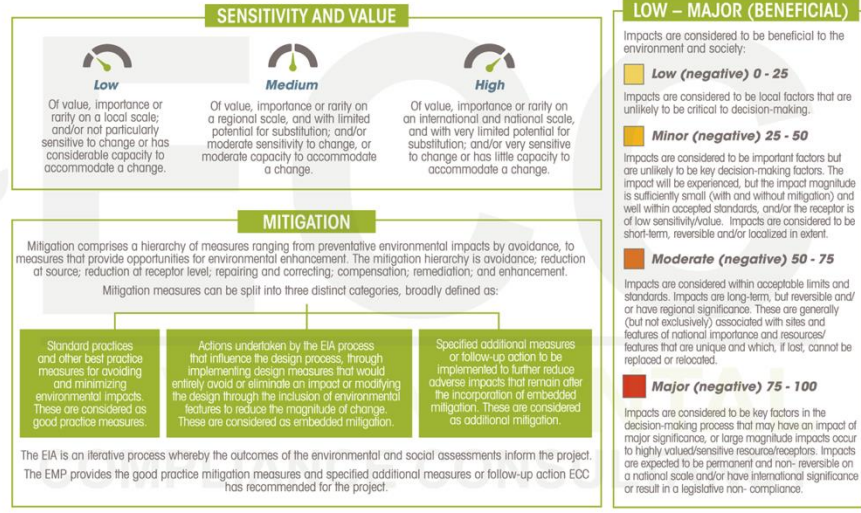 SENSITIVITY AND VALUE
Low
Of value, importance or
rarity on a local scale;
and/or not particularly
sensitive to change or has
considerable capacity to
accommodate a change.
Medium
Of value, importance or rarity on
a regional scale, and with limited
potential for substitution; and/or
moderate sensitivity to change, or
moderate capacity to accommodate
a change.
High
Of value, importance or rarity on
an international and national scale,
and with very limited potential for
substitution; and/or very sensitive
to change or has little capacity to
accommodate a change.
MITIGATION
Mitigation comprises a hierarchy of measures ranging from preventative environmental impacts by avoidance, to
measures that provide opportunities for environmental enhancement. The mitigation hierarchy is avoidance; reduction
at source; reduction at receptor level; repairing and correcting; compensation; remediation; and enhancement.
Mitigation measures can be split into three distinct categories, broadly defined as:
Standard practices
and other best practice
measures for avoiding
and minimizing
environmental impacts.
These are considered as
good practice measures.
Actions undertaken by the EIA process
that influence the design process, through
implementing design measures that would
entirely avoid or eliminate an impact or modifying
the design through the inclusion of environmental
features to reduce the magnitude of change.
These are considered as embedded mitigation.
Specified additional measures
or follow-up action to be
implemented to further reduce
adverse impacts that remain after
the incorporation of embedded
mitigation. These are considered
as additional mitigation.
The EIA is an iterative process whereby the outcomes of the environmental and social assessments inform the project.
The EMP provides the good practice mitigation measures and specified additional measures or follow-up action ECC
has recommended for the project.
LOW – MAJOR (BENEFICIAL)
Impacts are considered to be beneficial to the
environment and society:
Low (negative) 0 - 25
Impacts are considered to be local factors that are
unlikely to be critical to decision-making.
Minor (negative) 25 - 50
Impacts are considered to be important factors but
are unlikely to be key decision-making factors. The
impact will be experienced, but the impact magnitude
is sufficiently small (with and without mitigation) and
well within accepted standards, and/or the receptor is
of low sensitivity/value. Impacts are considered to be
short-term, reversible and/or localized in extent.
Moderate (negative) 50 - 75
Impacts are considered within acceptable limits and
standards. Impacts are long-term, but reversible and/
or have regional significance. These are generally
(but not exclusively) associated with sites and
features of national importance and resources/
features that are unique and which, if lost, cannot be
replaced or relocated.
Major (negative) 75 - 100
Impacts are considered to be key factors in the
decision-making process that may have an impact of
major significance, or large magnitude impacts occur
to highly valued/sensitive resource/receptors. Impacts
are expected to be permanent and non- reversible on
a national scale and/or have international significance
or result in a legislative non- compliance.